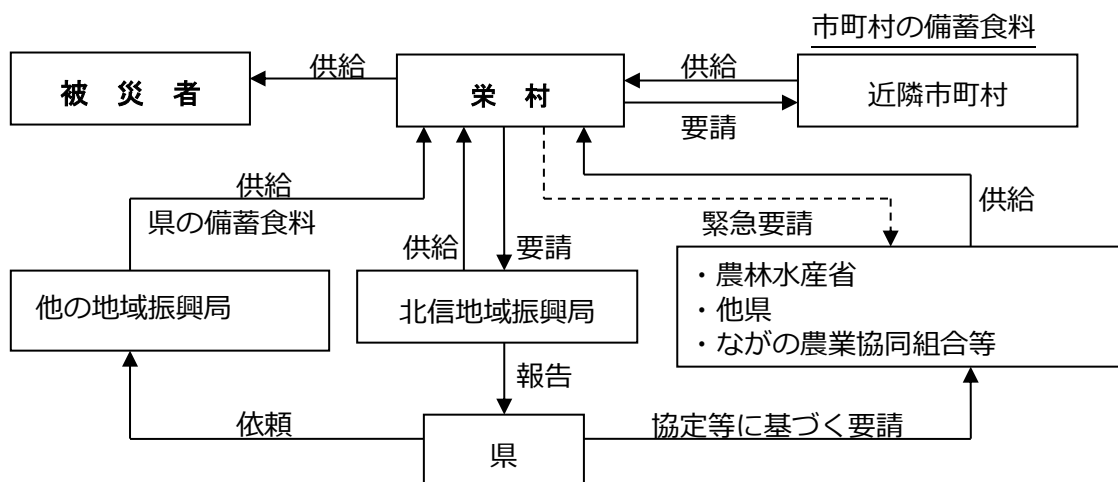 市町村の備蓄食料
被 災 者
供給
栄 村
供給
要請
近隣市町村
供給
県の備蓄食料
供給
要請
緊急要請
供給
他の地域振興局
北信地域振興局
・農林水産省
・他県
・ながの農業協同組合等
報告
依頼
県
協定等に基づく要請